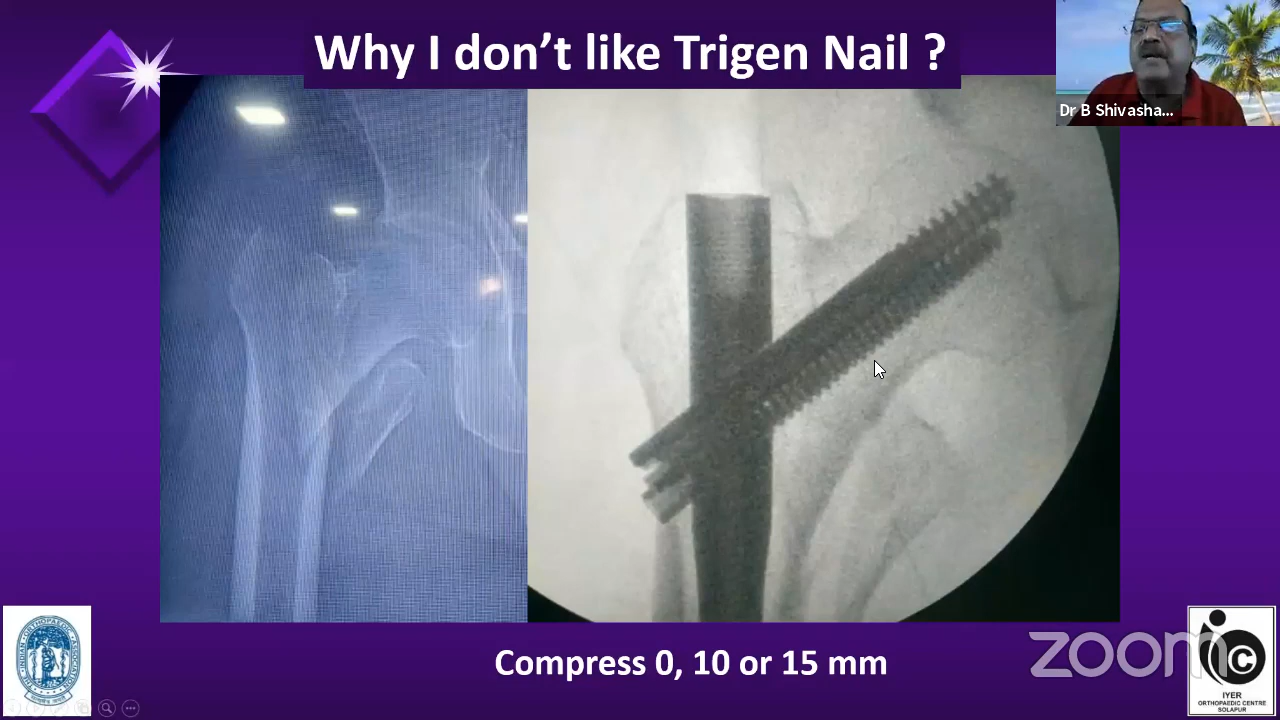 Why I don't like Trigen Nail ?
Dr B Shivasha...
Compress 0, 10 or 15 mm
zoom
IYER
ORTHOPAEDIC CENTRE
SOLAPUR